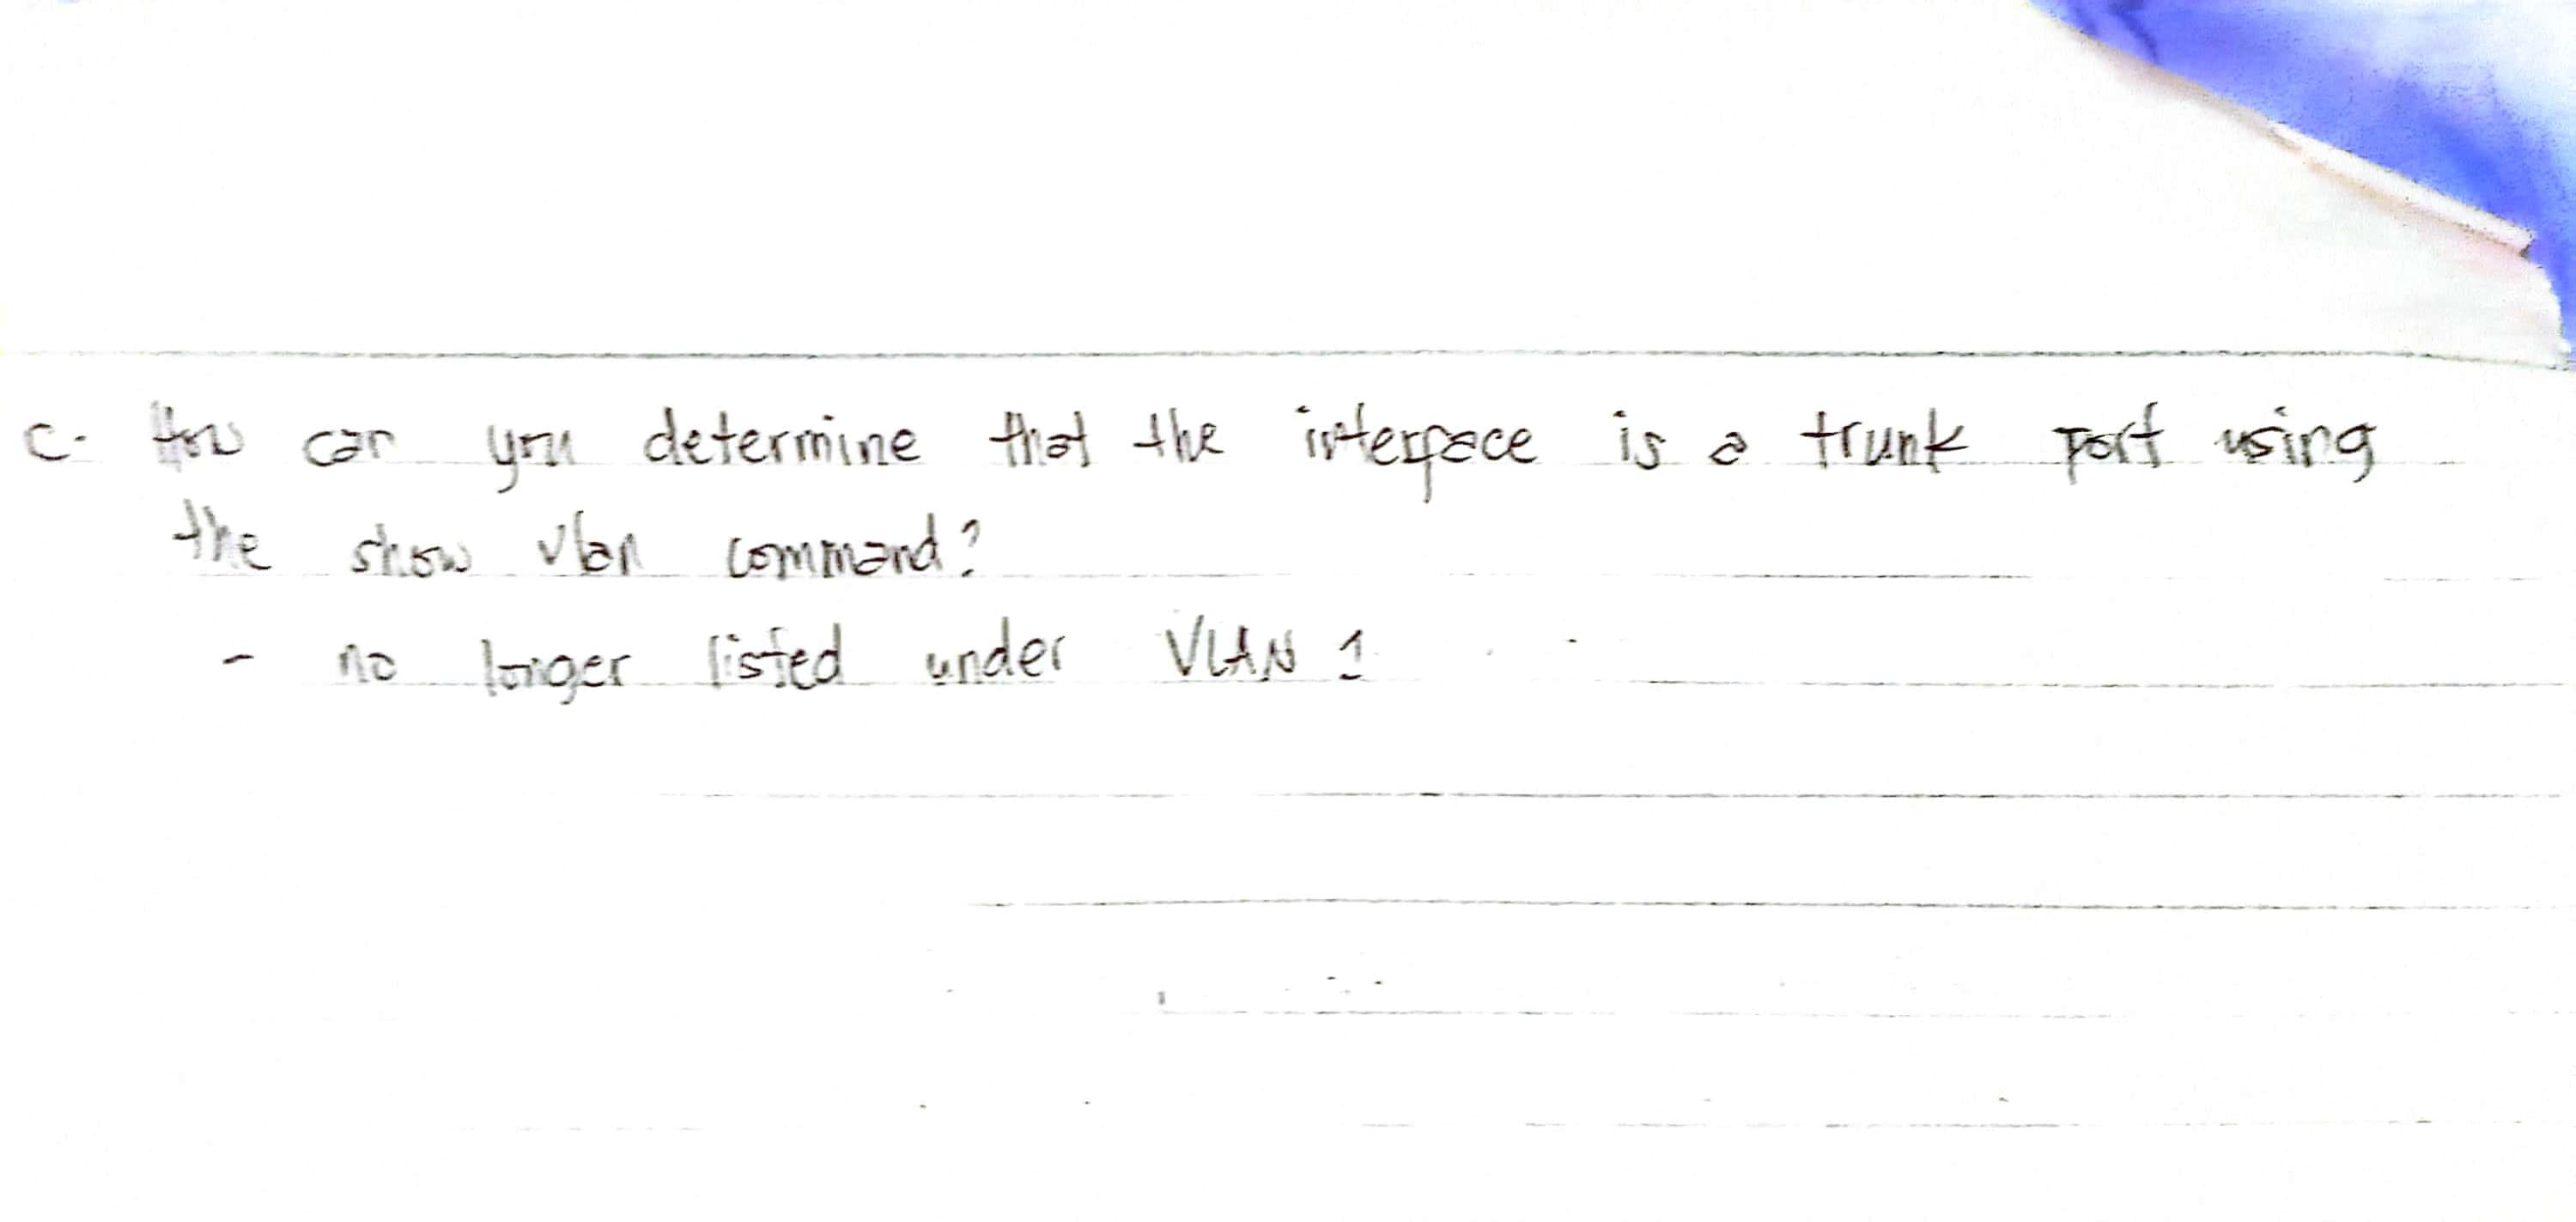 c. How can you determine that the interface is a trunk port using
the show vlan command?
- no longer listed under VLAN 1